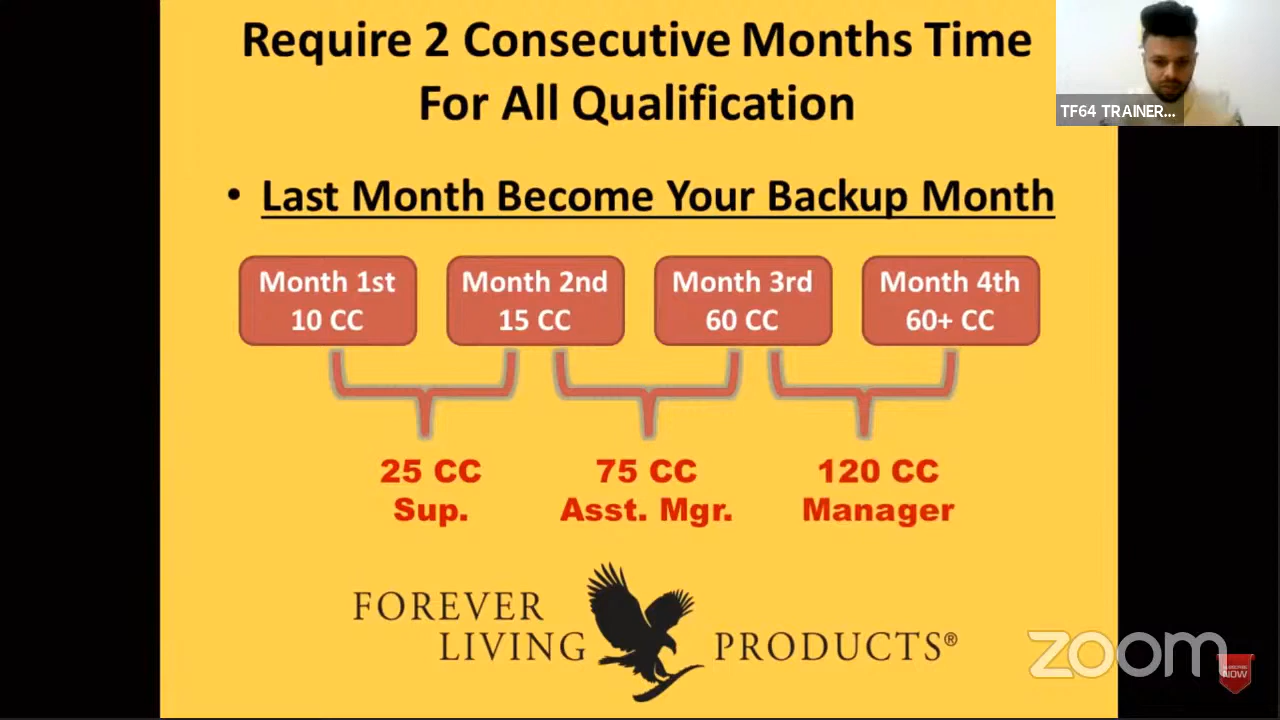 Require 2 Consecutive Months Time
For All Qualification
TF64 TRAINER...
• Last Month Become Your Backup Month
Month 1st
10 CC
Month 2nd
15 CC
Month 3rd
60 CC
Month 4th
60+ CC
25 CC
Sup.
75 CC
Asst. Mgr.
120 CC
Manager
FOREVER
LIVING PRODUCTS®
zoom
SUBSCRIBE
NOW